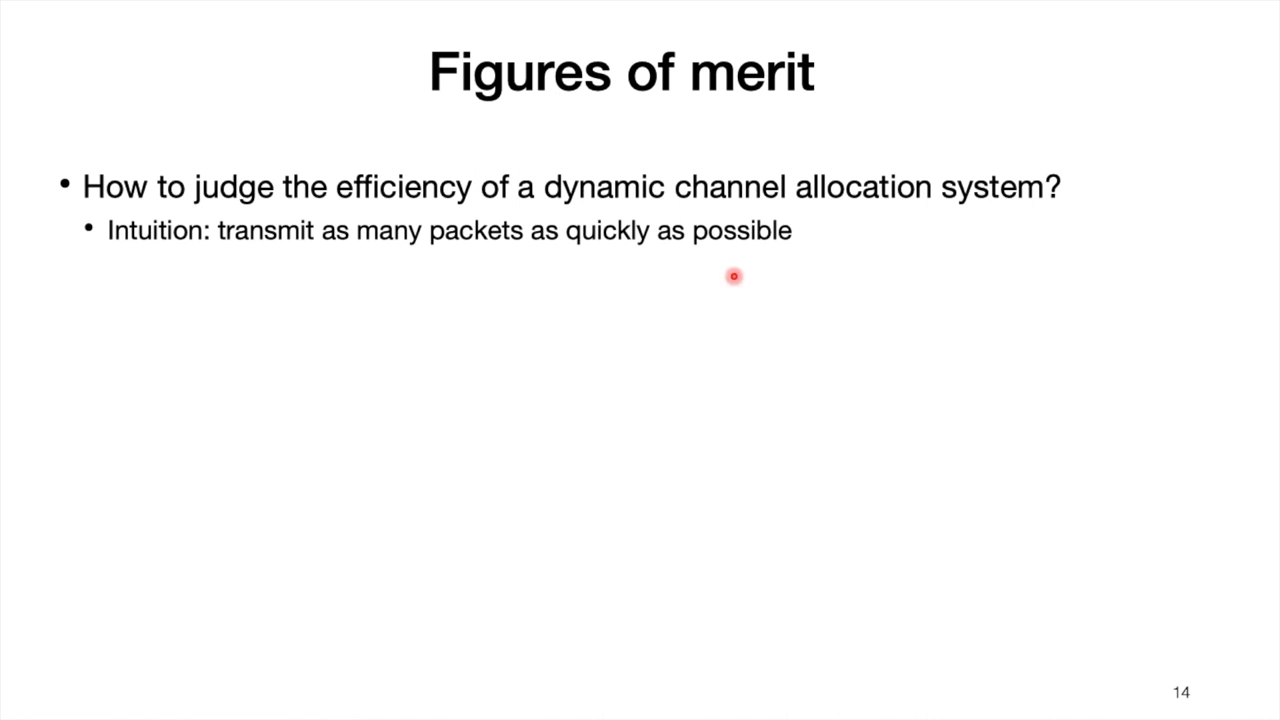 Figures of merit
• How to judge the efficiency of a dynamic channel allocation system?
• Intuition: transmit as many packets as quickly as possible
14